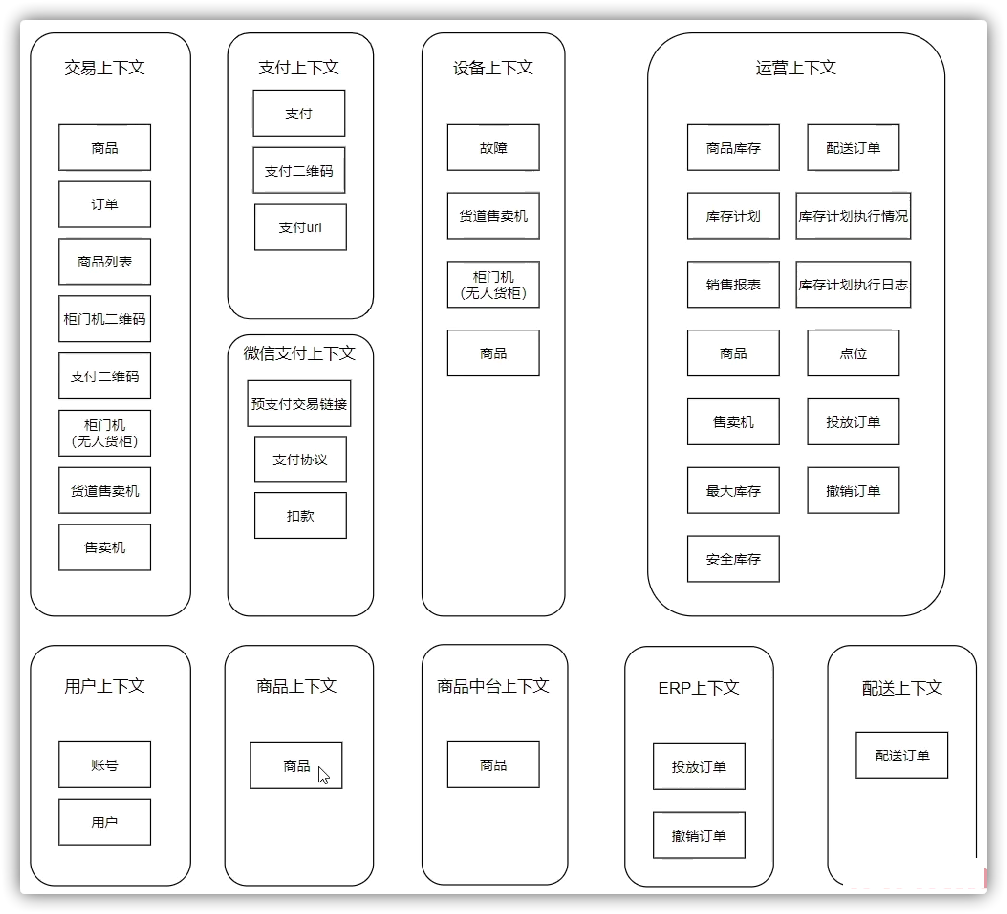 交易上下文
商品
订单
商品列表
柜门机二维码
支付二维码
柜门机
（无人货柜）
货道售卖机
售卖机
支付上下文
支付
支付二维码
支付url
微信支付上下文
预支付交易链接
支付协议
扣款
设备上下文
故障
货道售卖机
柜门机
（无人货柜）
商品
运营上下文
商品库存
配送订单
库存计划
库存计划执行情况
销售报表
库存计划执行日志
商品
点位
售卖机
投放订单
最大库存
撤销订单
安全库存
用户上下文
账号
用户
商品上下文
商品
商品中台上下文
商品
ERP上下文
投放订单
撤销订单
配送上下文
配送订单